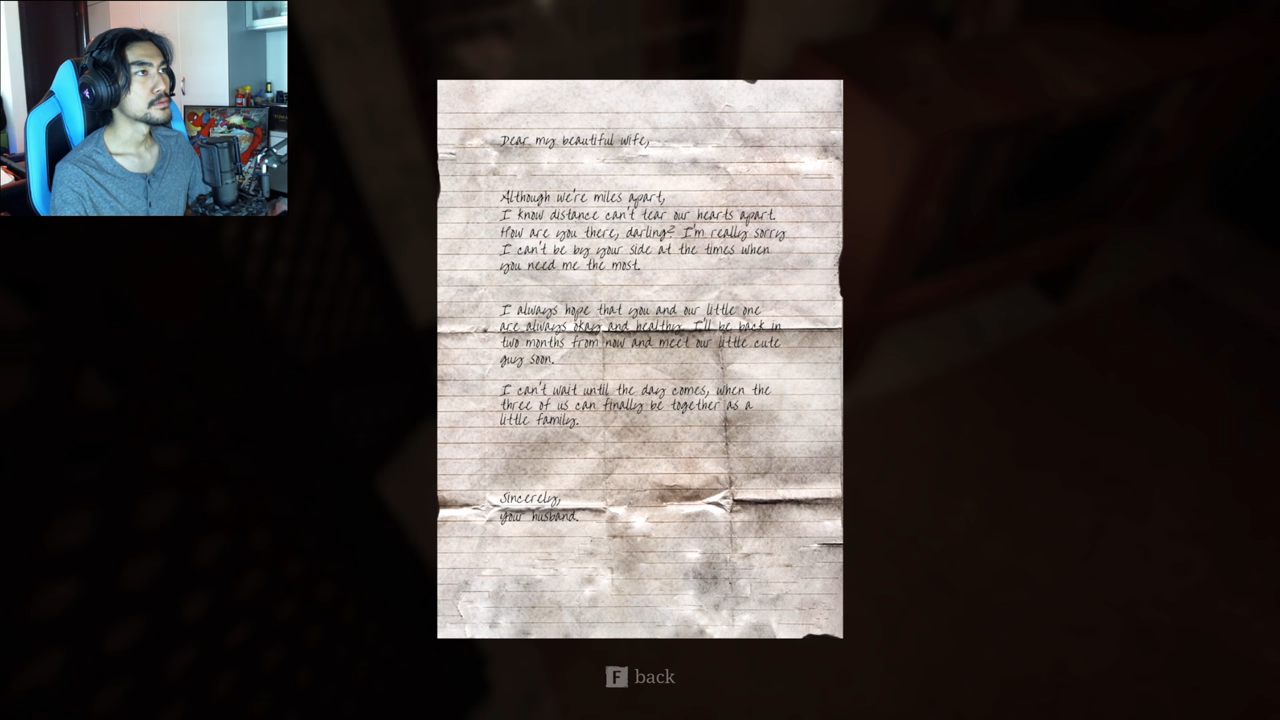 Dear my beautiful wife,
Although we're miles apart,
I know distance can't tear our hearts apart.
How are you there, darling? I'm really sorry
I can't be by your side at the times when
you need me the most.
I always hope that you and our little one
are always okay and healthy. I'll be back in
two months from now and meet our little cute
guy soon.
I can't wait until the day comes, when the
three of us can finally be together as a
little family.
Sincerely,
your husband.
F back